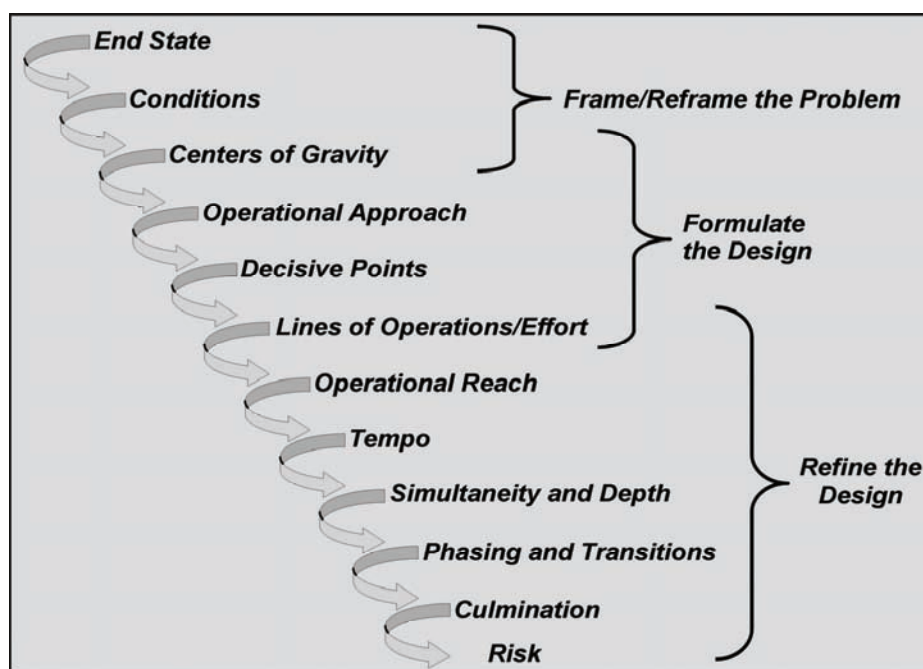 End State
Conditions
Centers of Gravity
Operational Approach
Decisive Points
Lines of Operations/Effort
Operational Reach
Tempo
Simultaneity and Depth
Phasing and Transitions
Culmination
Risk
Frame/Reframe the Problem
Formulate
the Design
Refine the
Design